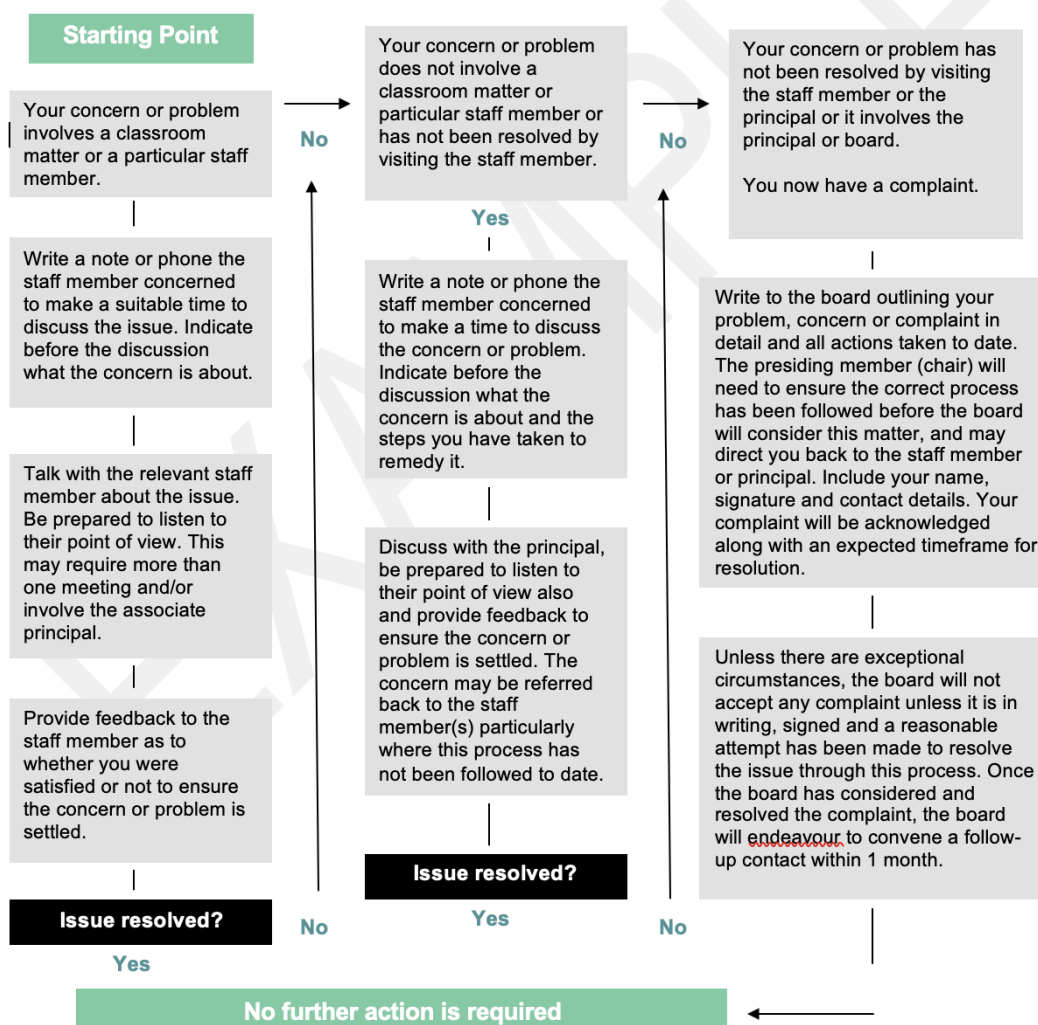 Starting Point
Your concern or problem
involves a classroom
matter or a particular staff
member.
Write a note or phone the
staff member concerned
to make a suitable time to
discuss the issue. Indicate
before the discussion
what the concern is about.
Talk with the relevant staff
member about the issue.
Be prepared to listen to
their point of view. This
may require more than
one meeting and/or
involve the associate
principal.
Provide feedback to the
staff member as to
whether you were
satisfied or not to ensure
the concern or problem is
settled.
Issue resolved?
Yes
No
No
Your concern or problem
does not involve a
classroom matter or
particular staff member or
has not been resolved by
visiting the staff member.
Yes
Write a note or phone the
staff member concerned
to make a time to discuss
the concern or problem.
Indicate before the
discussion what the
concern is about and the
steps you have taken to
remedy it.
Discuss with the principal,
be prepared to listen to
their point of view also
and provide feedback to
ensure the concern or
problem is settled. The
concern may be referred
back to the staff
member(s) particularly
where this process has
not been followed to date.
Issue resolved?
Yes
No
No
Your concern or problem has
not been resolved by visiting
the staff member or the
principal or it involves the
principal or board.
You now have a complaint.
Write to the board outlining your
problem, concern or complaint in
detail and all actions taken to date.
The presiding member (chair) will
need to ensure the correct process
has been followed before the board
will consider this matter, and may
direct you back to the staff member
or principal. Include your name,
signature and contact details. Your
complaint will be acknowledged
along with an expected timeframe for
resolution.
Unless there are exceptional
circumstances, the board will not
accept any complaint unless it is in
writing, signed and a reasonable
attempt has been made to resolve
the issue through this process. Once
the board has considered and
resolved the complaint, the board
will endeavour to convene a follow-
up contact within 1 month.
No further action is required